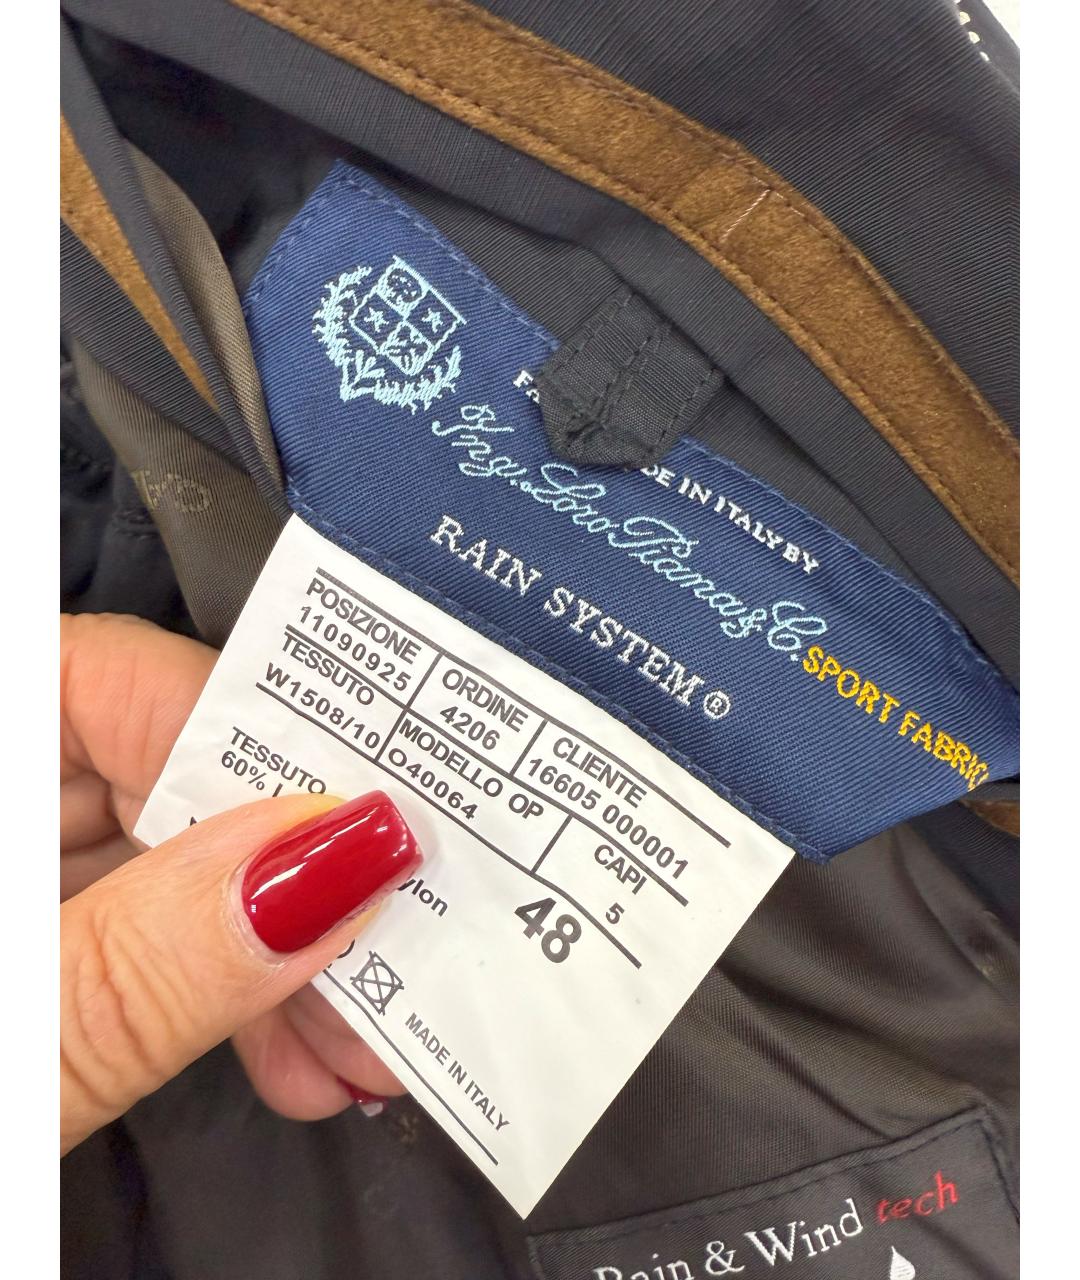 MADE IN ITALY BY
Ing. Loro Piana & C.
SPORT FABRIC
RAIN SYSTEM ®
POSIZIONE ORDINE CLIENTE
11090925 4206 16605 000001
TESSUTO MODELLO OP CAPI
W1508/10 O40064 48 5
TESSUTO
60%
MADE IN ITALY
Rain & Wind tech